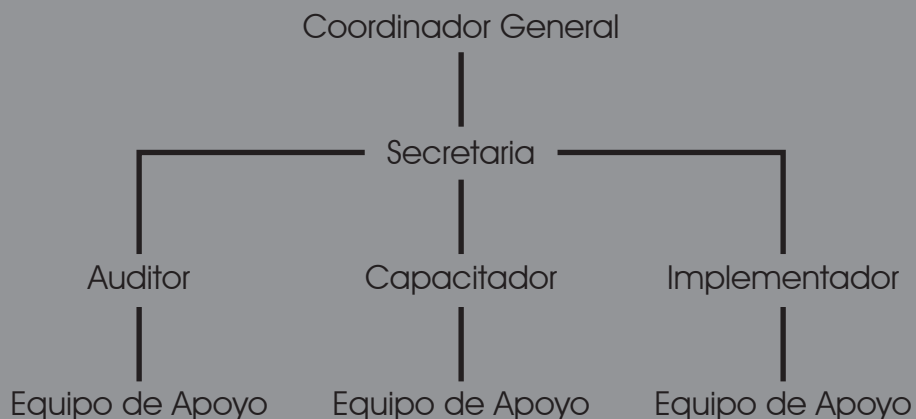 Coordinador General
Secretaria
Auditor Capacitador Implementador
Equipo de Apoyo Equipo de Apoyo Equipo de Apoyo